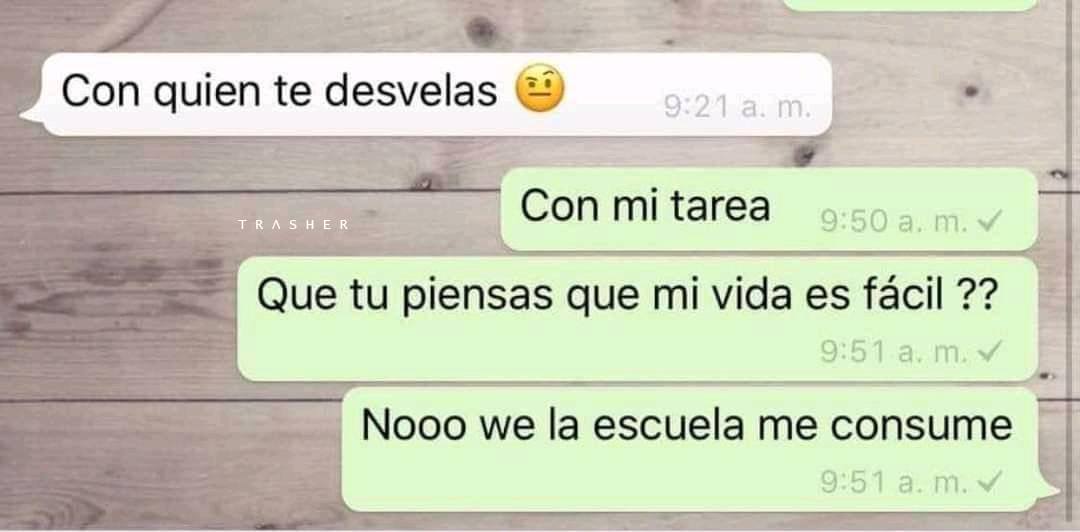 Con quien te desvelas 🤨
9:21 a. m.
Con mi tarea 9:50 a. m. ✓
TRASHER
Que tu piensas que mi vida es fácil ??
9:51 a. m. ✓
Nooo we la escuela me consume
9:51 a. m. ✓